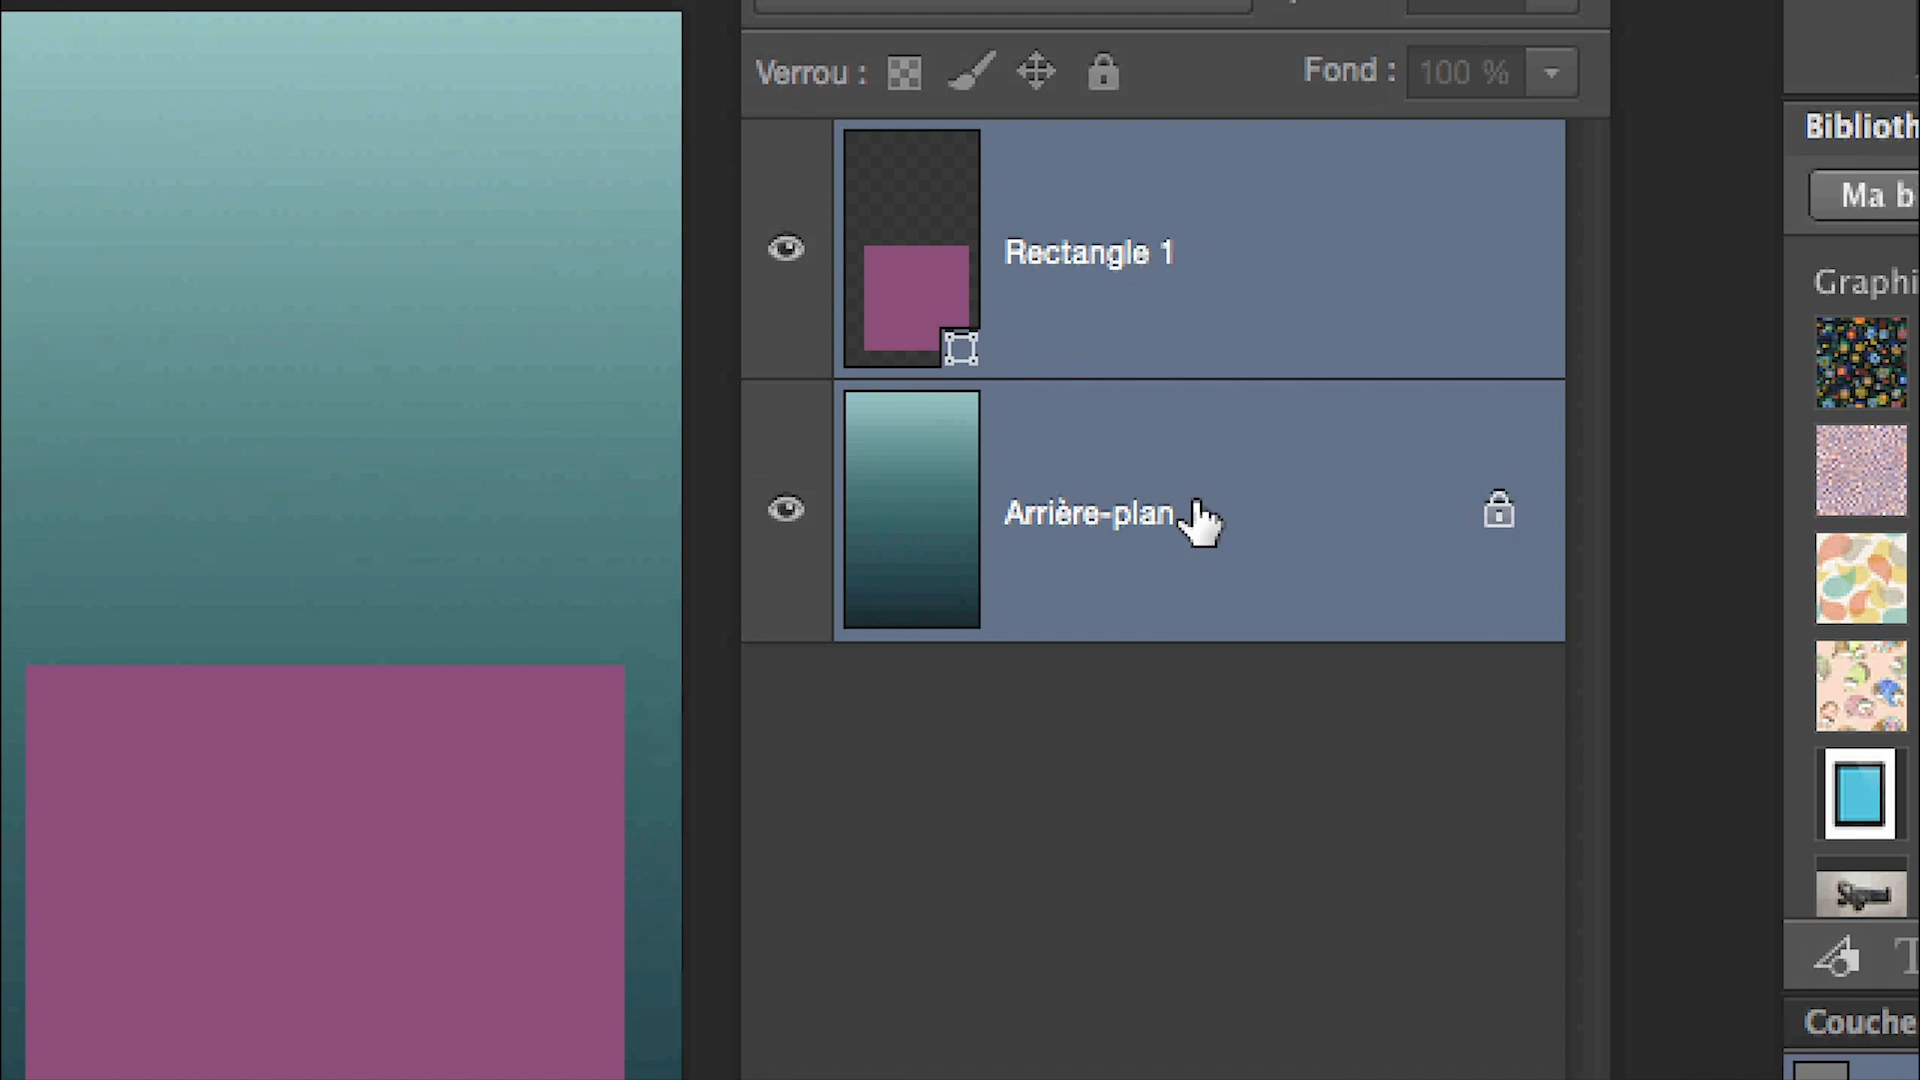 Verrou :
Fond :
100 %
Rectangle 1
Arrière-plan
Biblioth
Ma b
Graphi
T
Couche